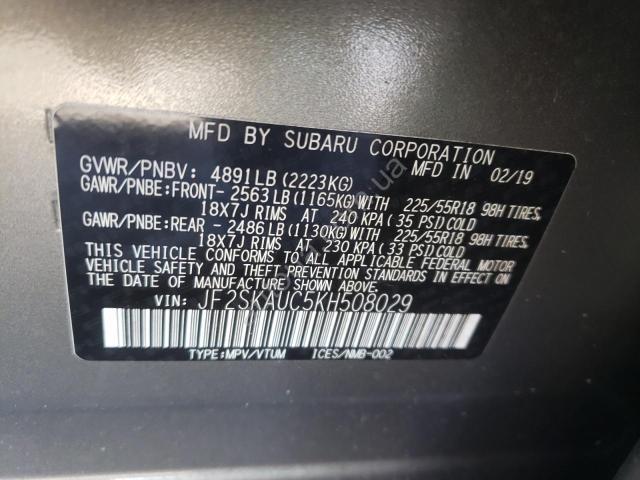 MFD BY SUBARU CORPORATION
GVWR/PNBV: 4891LB(2223KG) MFD IN 02/19
GAWR/PNBE:FRONT-2563LB(1165KG)WITH 225/55R18 98H TIRES,
18X7J RIMS AT 240 KPA(35 PSI)COLD
GAWR/PNBE:REAR -2486LB(1130KG)WITH 225/55R18 98H TIRES,
18X7J RIMS AT 230 KPA(33 PSI)COLD
THIS VEHICLE CONFORMS TO ALL APPLICABLE FEDERAL MOTOR
VEHICLE SAFETY AND THEFT PREVENTION STANDARDS IN EFFECT ON
THE DATE OF MANUFACTURE SHOWN ABOVE.
VIN: JF2SKAUC5KH508029
TYPE:MPV/VTUM ICES/NMB-002